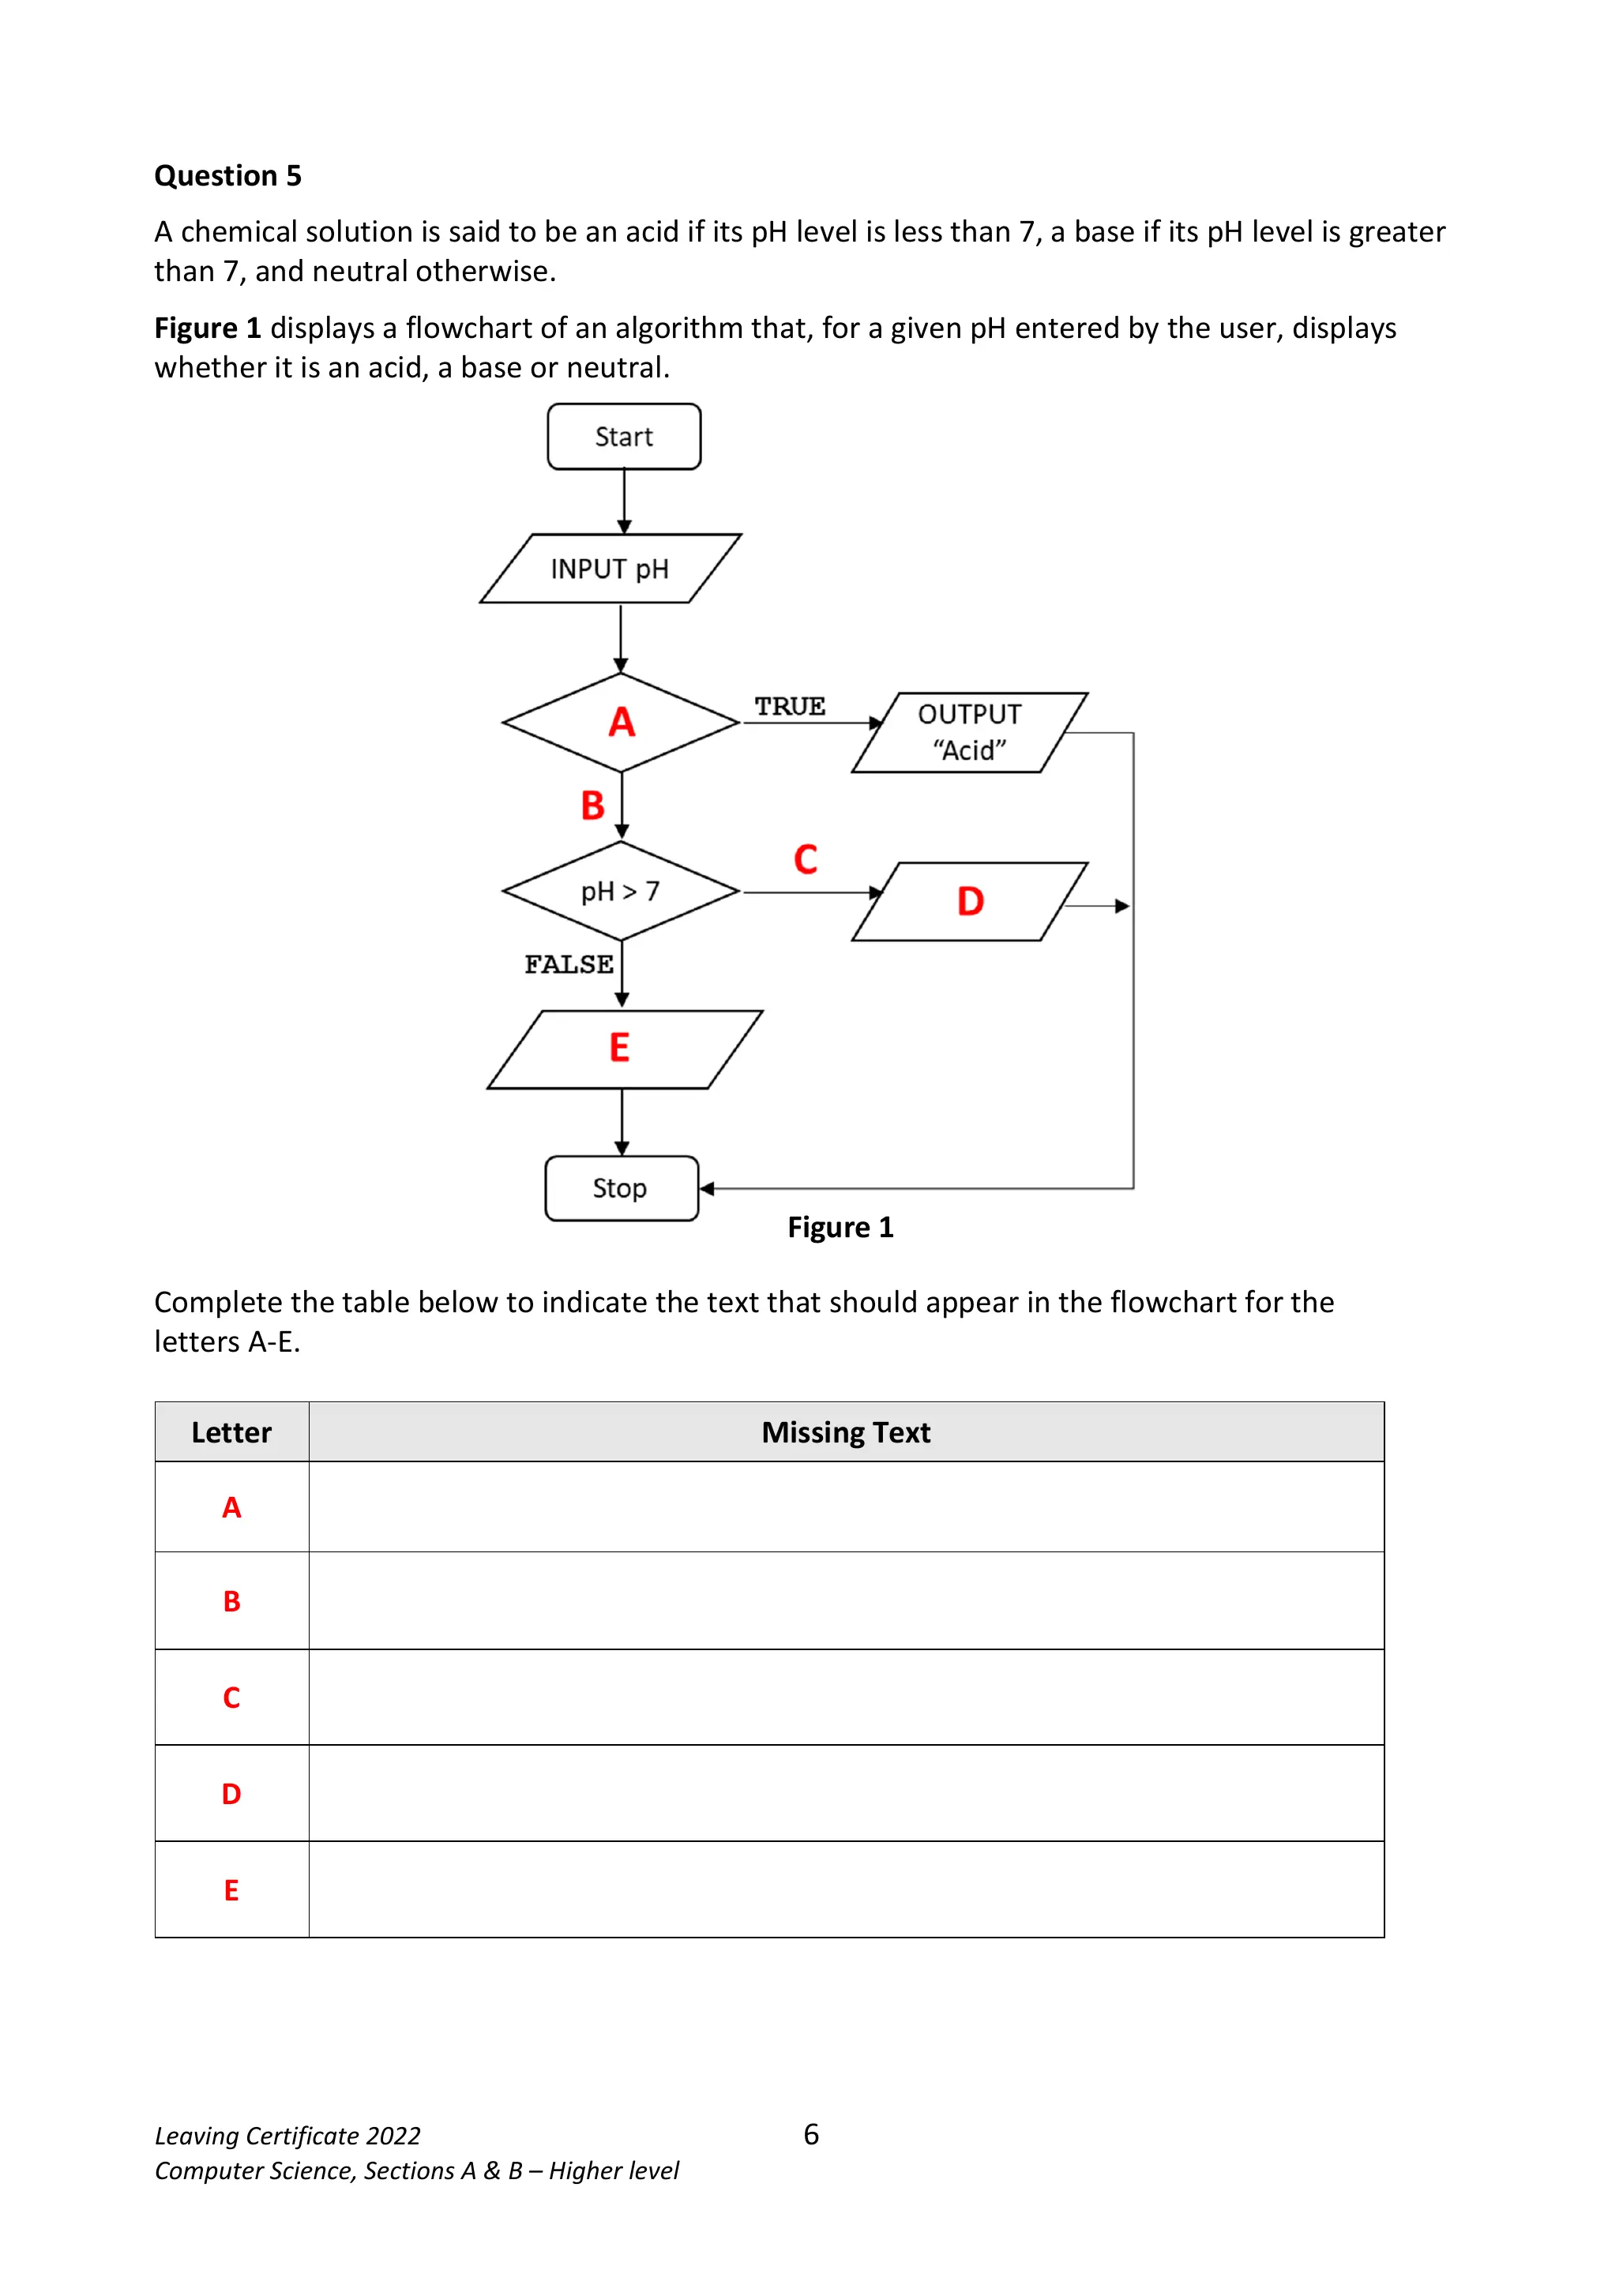 Question 5
A chemical solution is said to be an acid if its pH level is less than 7, a base if its pH level is greater
than 7, and neutral otherwise.
Figure 1 displays a flowchart of an algorithm that, for a given pH entered by the user, displays
whether it is an acid, a base or neutral.
Start
INPUT pH
A
TRUE
OUTPUT
“Acid”
B
C
pH > 7
D
FALSE
E
Stop
Figure 1
Complete the table below to indicate the text that should appear in the flowchart for the
letters A-E.
Letter Missing Text
A
B
C
D
E
Leaving Certificate 2022 6
Computer Science, Sections A & B – Higher level